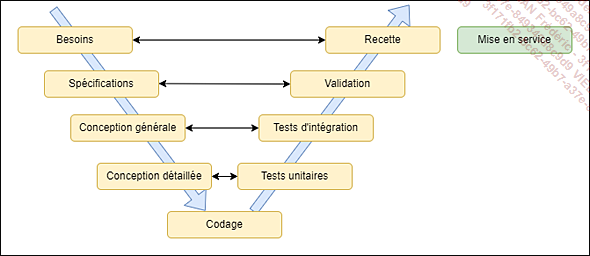 Besoins
Recette
Mise en service
Spécifications
Validation
Conception générale
Tests d'intégration
Conception détaillée
Tests unitaires
Codage